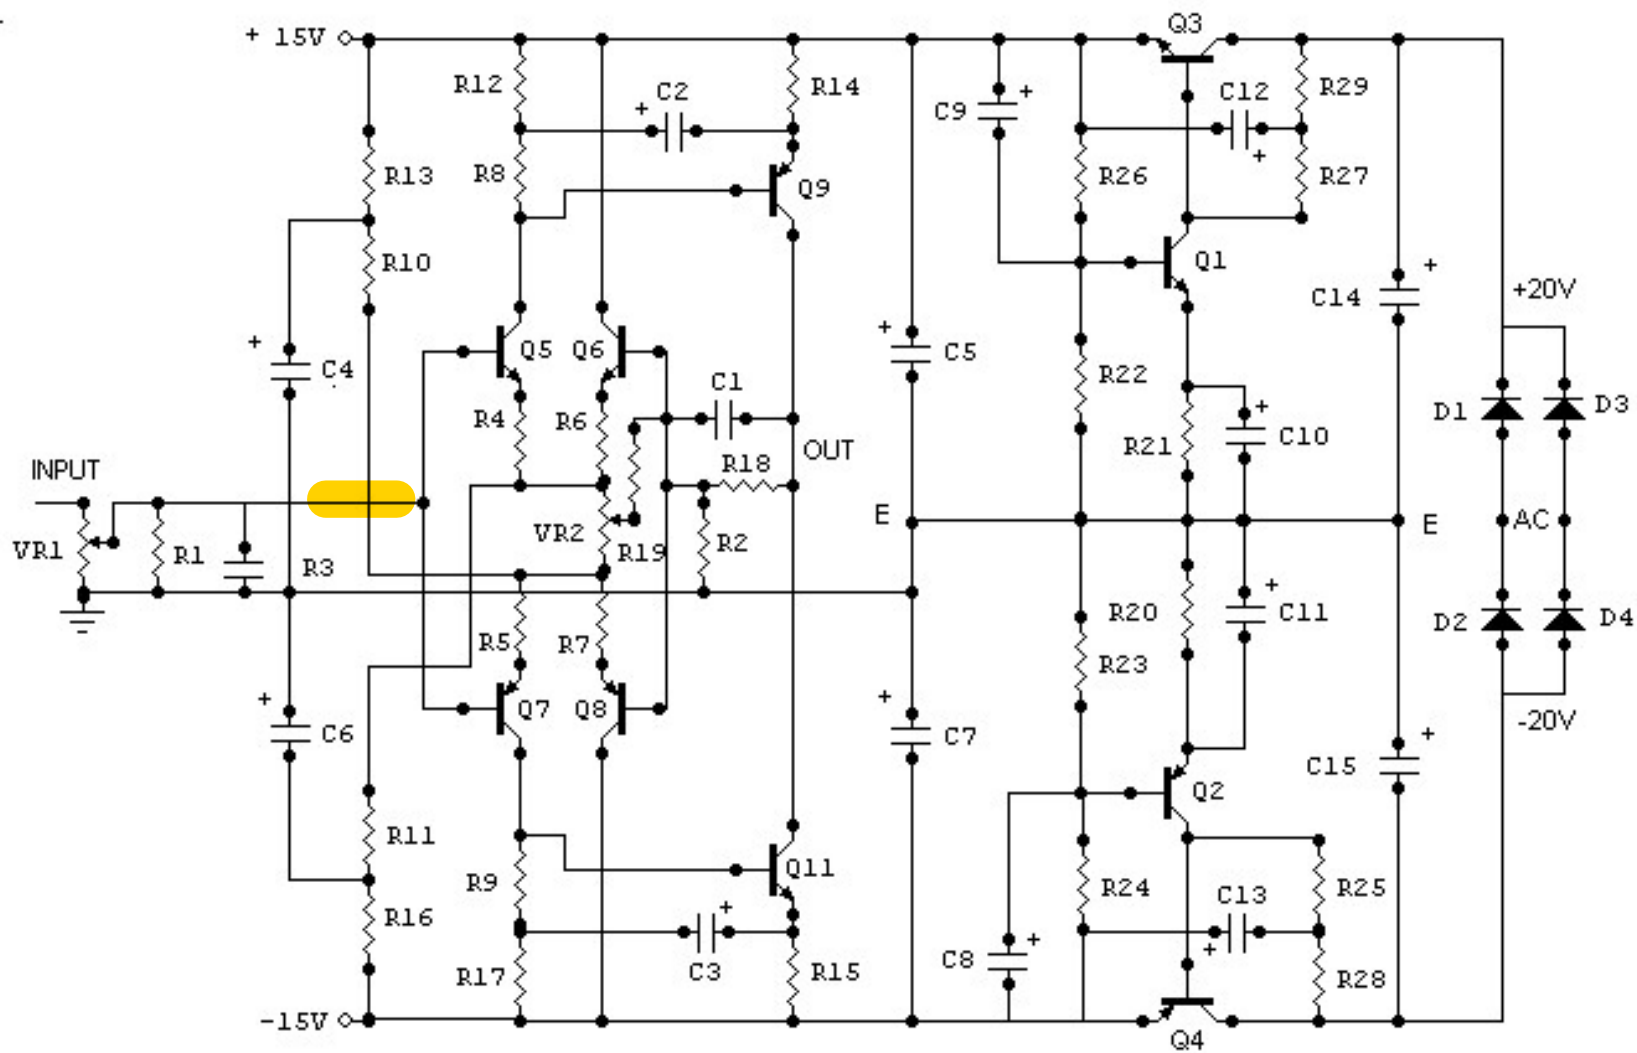 Q3
+ 15V
R12
C2
R14
C9
C12
R29
+
+
+
R13
R8
Q9
R26
R27
R10
Q1
+
+20V
C14
+
+
Q5
Q6
C5
C4
R22
C1
D1
D3
R4
R6
+
C10
R21
OUT
INPUT
R18
E
E
AC
VR1
R1
R3
VR2
R19
R2
+
R20
C11
D2
D4
R5
R7
R23
+
Q7
Q8
+
-20V
C6
C7
+
C15
Q2
R11
Q11
R9
R24
C13
R25
R16
+
+
+
C8
R17
C3
R15
R28
-15V
Q4